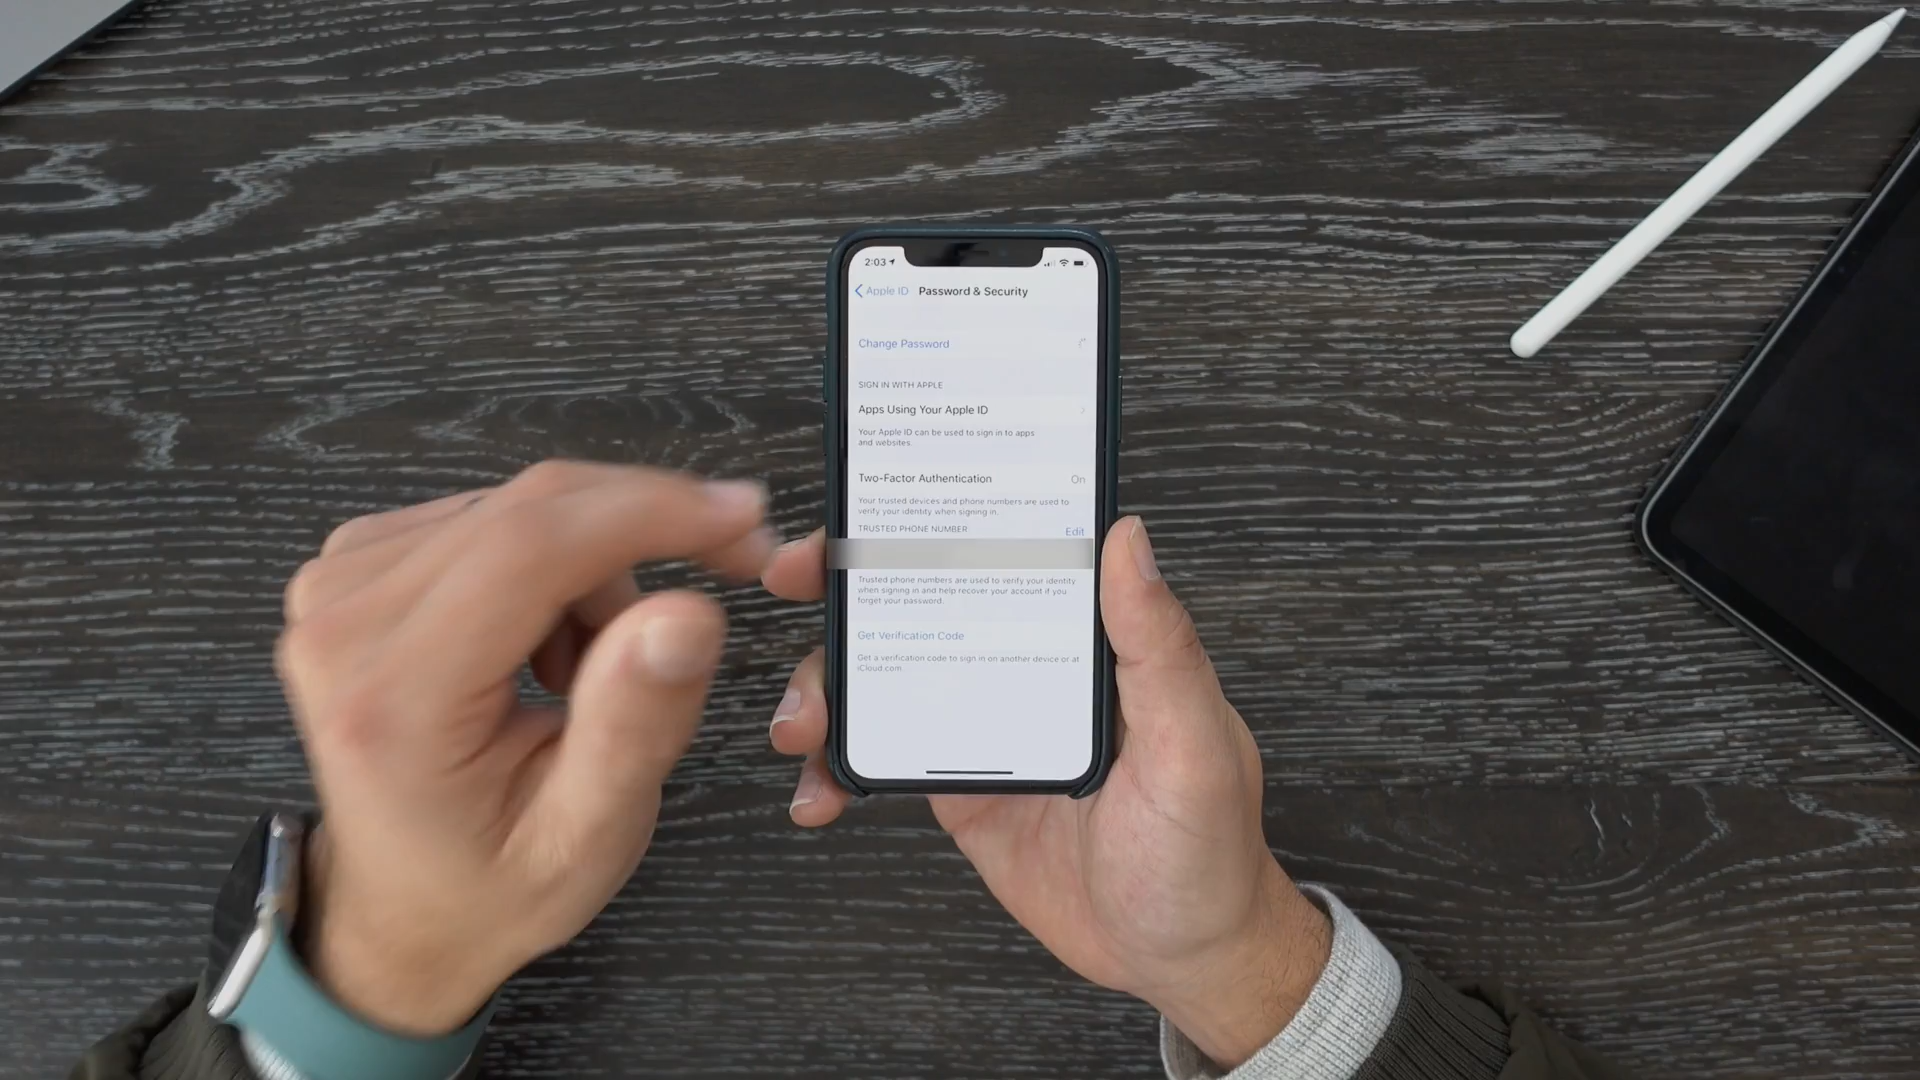 2:03
Apple ID Password & Security
Change Password
SIGN IN WITH APPLE
Apps Using Your Apple ID
Your Apple ID can be used to sign in to apps
and websites.
Two-Factor Authentication On
Your trusted devices and phone numbers are used to
verify your identity when signing in.
TRUSTED PHONE NUMBER Edit
Trusted phone numbers are used to verify your identity
when signing in and help recover your account if you
forget your password.
Get Verification Code
Get a verification code to sign in on another device or at
iCloud.com